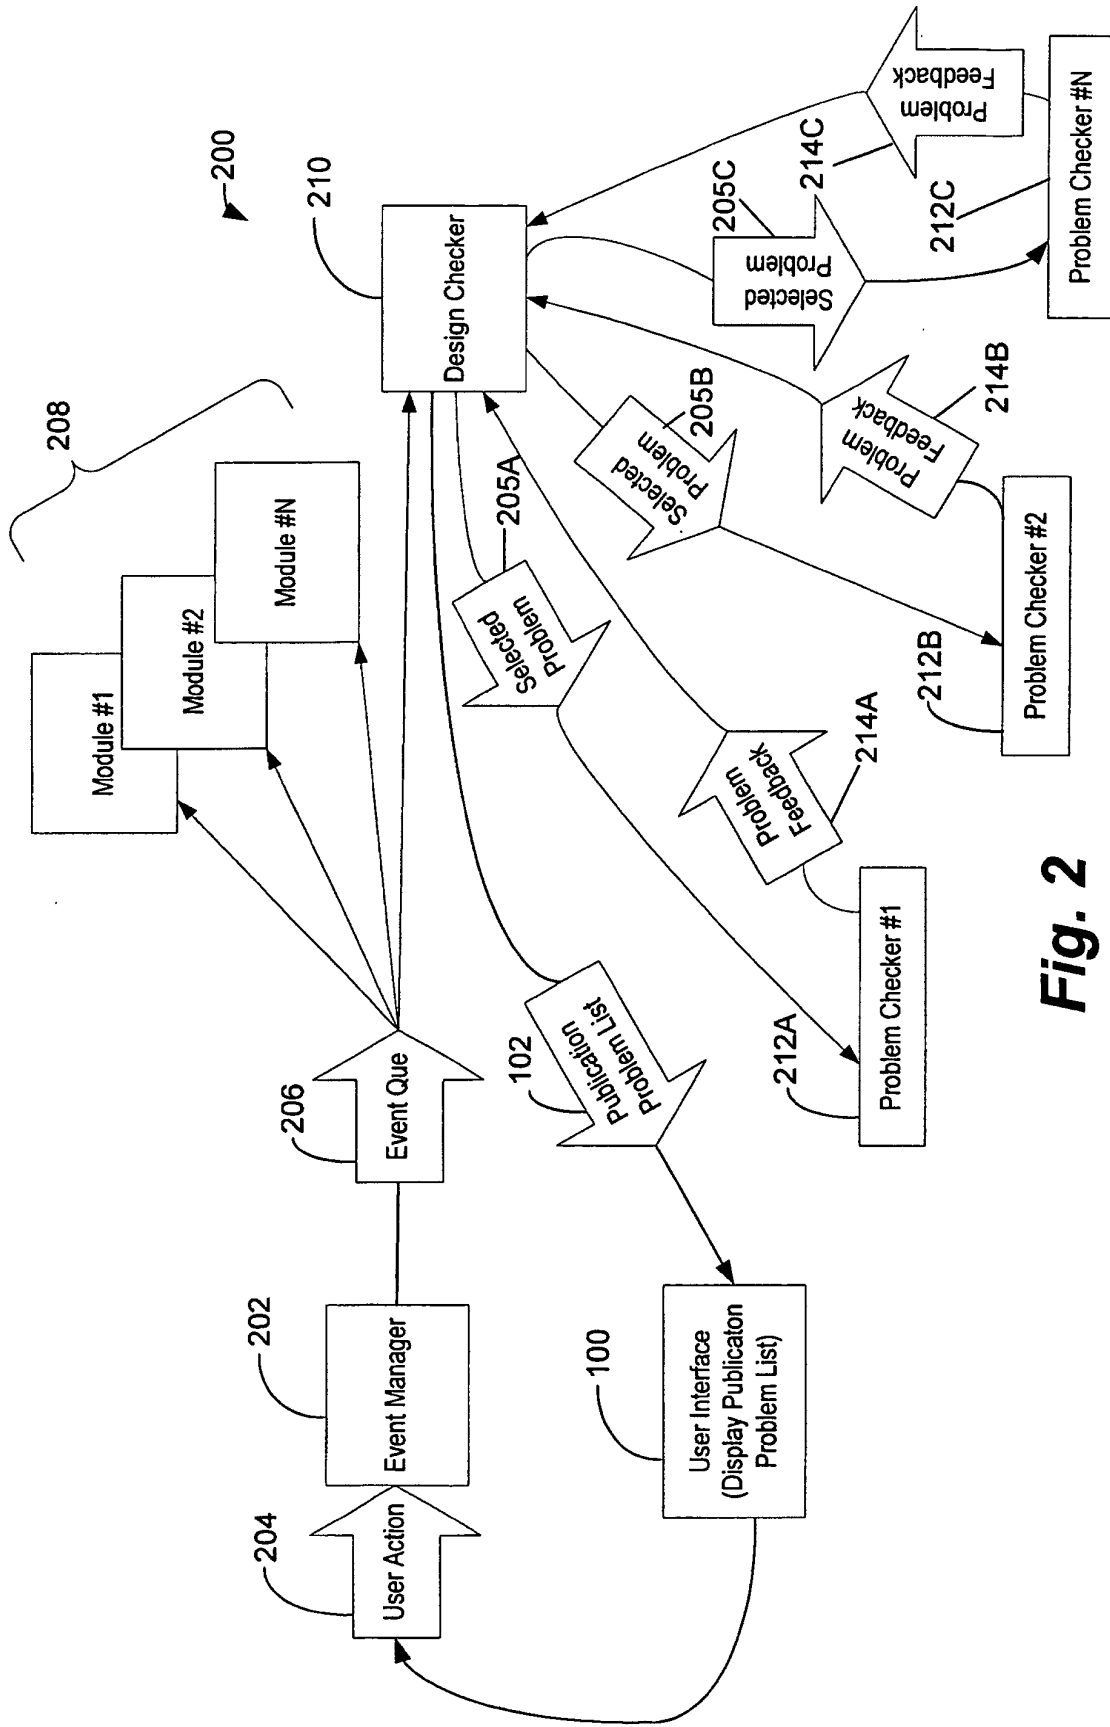 200
208
Module #1
Module #2
Module #N
210
Design Checker
204
User Action
202
Event Manager
206
Event Que
100
User Interface
(Display Publicaton
Problem List)
102
Publication
Problem List
205A
Selected
Problem
205B
Selected
Problem
205C
Selected
Problem
214A
Problem
Feedback
214B
Problem
Feedback
214C
Problem
Feedback
212A
Problem Checker #1
212B
Problem Checker #2
212C
Problem Checker #N
Fig. 2